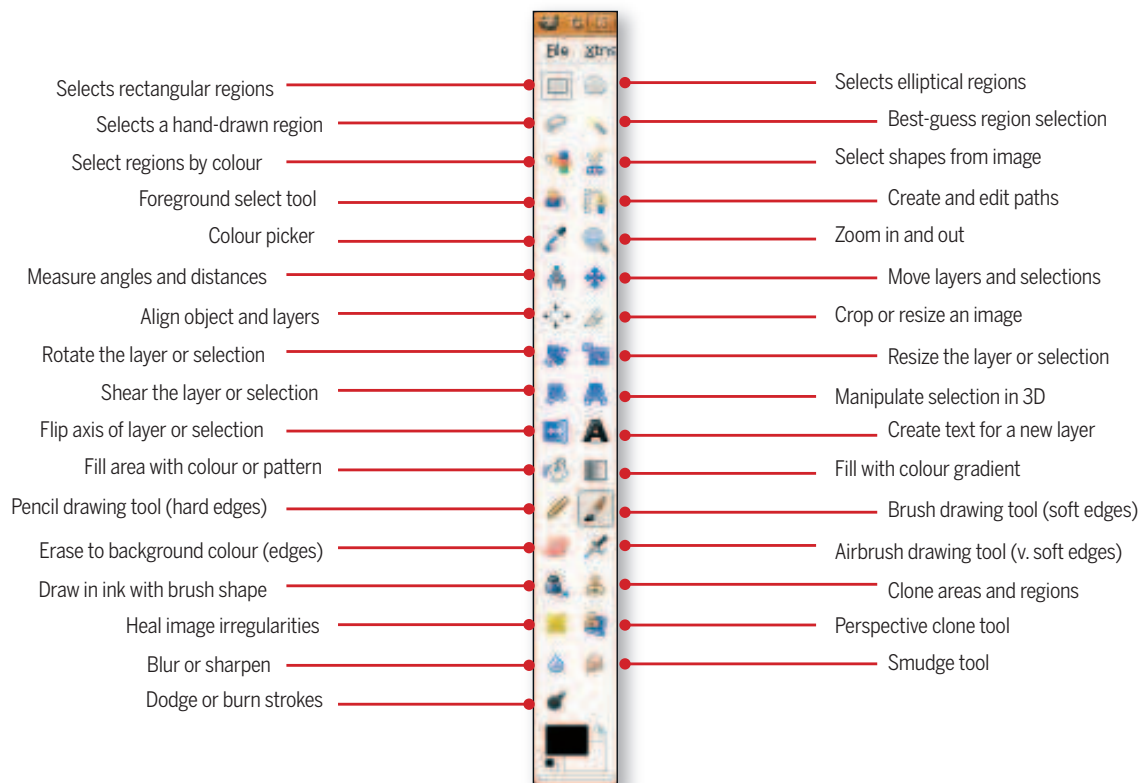 File Xtns
Selects rectangular regions
Selects elliptical regions
Selects a hand-drawn region
Best-guess region selection
Select regions by colour
Select shapes from image
Foreground select tool
Create and edit paths
Colour picker
Zoom in and out
Measure angles and distances
Move layers and selections
Align object and layers
Crop or resize an image
Rotate the layer or selection
Resize the layer or selection
Shear the layer or selection
Manipulate selection in 3D
Flip axis of layer or selection
Create text for a new layer
Fill area with colour or pattern
Fill with colour gradient
Pencil drawing tool (hard edges)
Brush drawing tool (soft edges)
Erase to background colour (edges)
Airbrush drawing tool (v. soft edges)
Draw in ink with brush shape
Clone areas and regions
Heal image irregularities
Perspective clone tool
Blur or sharpen
Smudge tool
Dodge or burn strokes